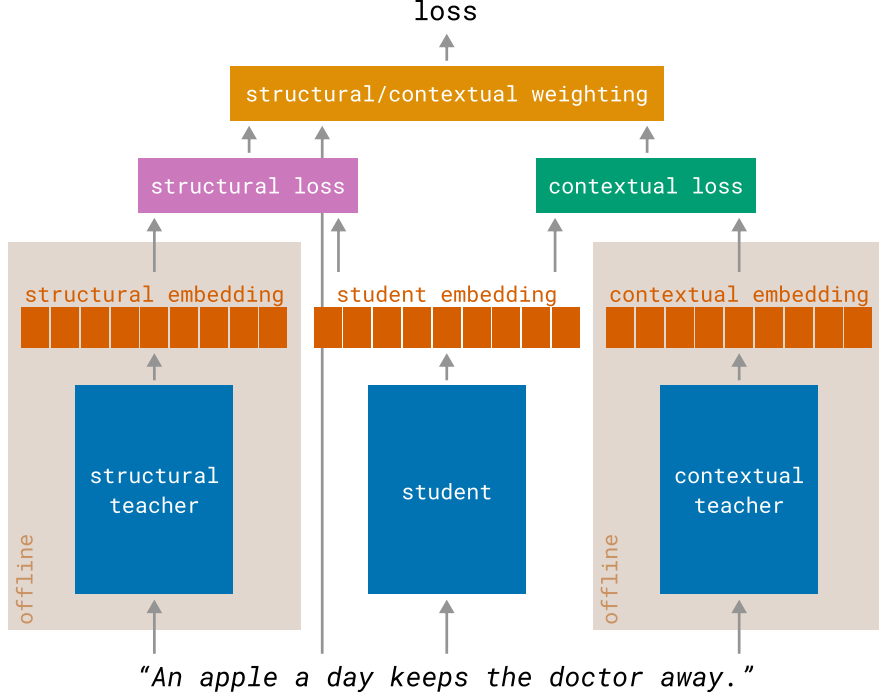 loss
structural/contextual weighting
structural loss
contextual loss
structural embedding
student embedding
contextual embedding
structural
teacher
student
contextual
teacher
offline
offline
“An apple a day keeps the doctor away.”